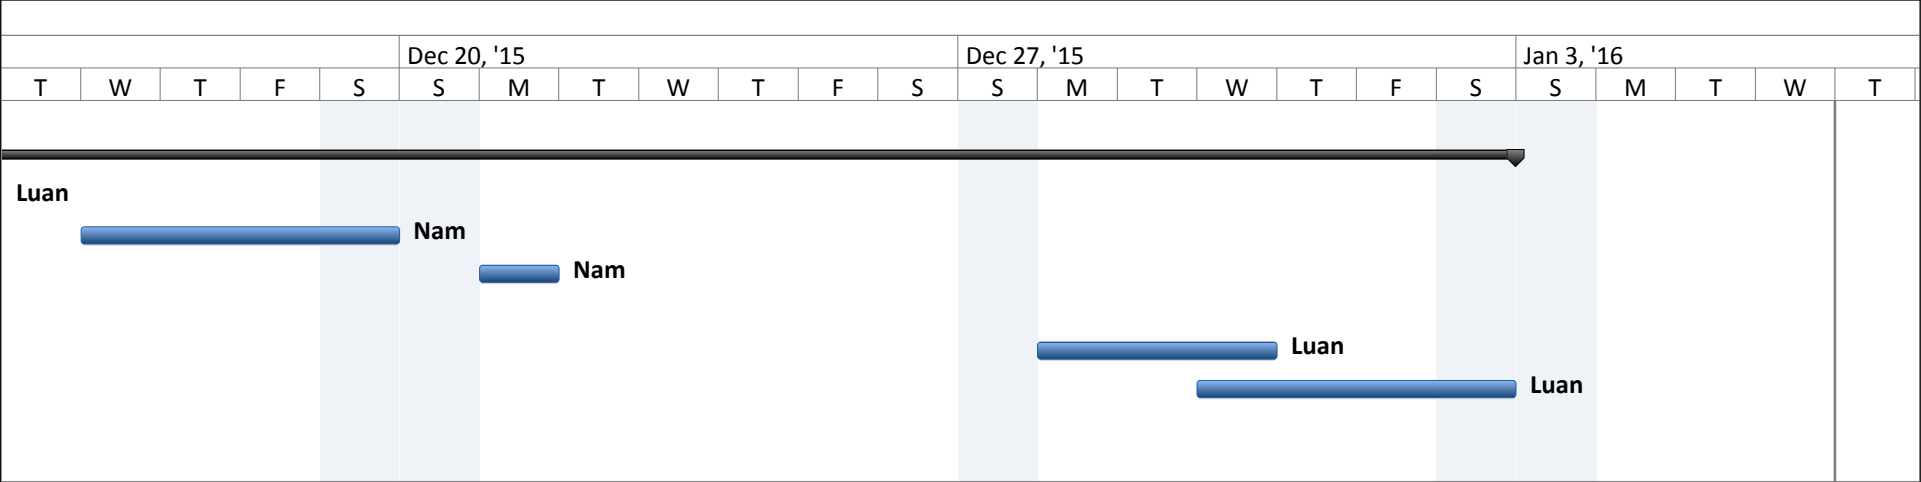 Dec 20, '15 Dec 27, '15 Jan 3, '16
T W T F S S M T W T F S S M T W T F S S M T W T
Luan
Nam
Nam
Luan
Luan